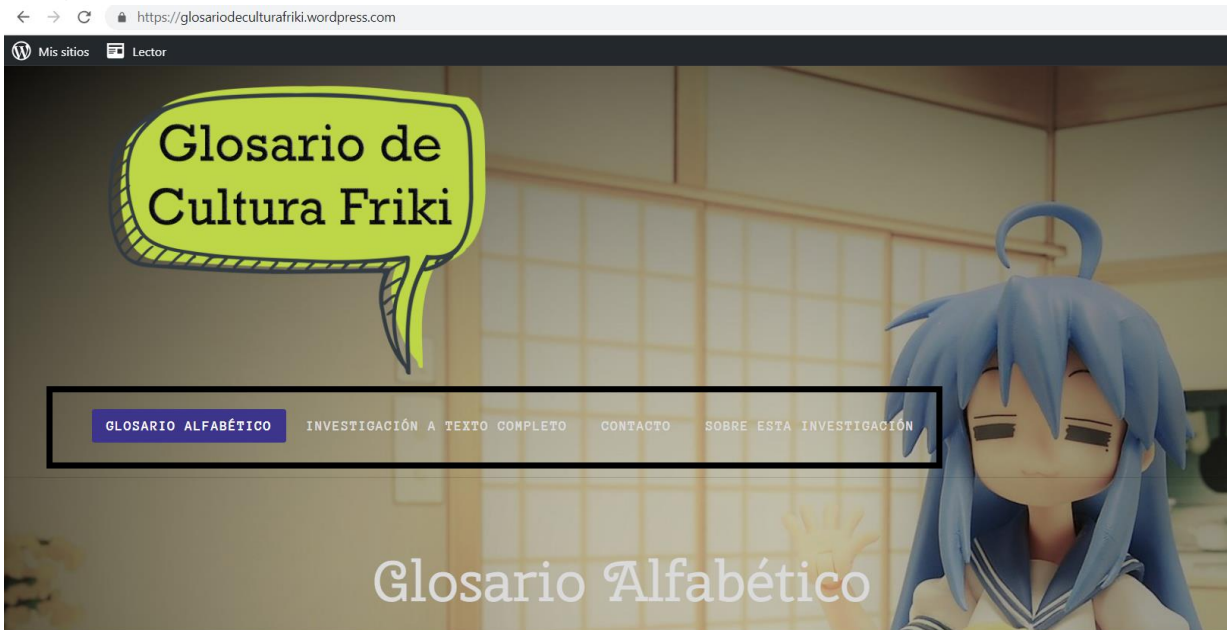 https://glosariodeculturafriki.wordpress.com
Mis sitios Lector
Glosario de
Cultura Friki
GLOSARIO ALFABÉTICO INVESTIGACIÓN A TEXTO COMPLETO CONTACTO SOBRE ESTA INVESTIGACIÓN
Glosario Alfabético